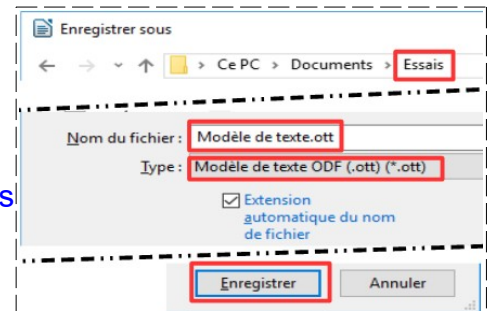 Enregistrer sous
Ce PC > Documents > Essais
Nom du fichier : Modèle de texte.ott
Type : Modèle de texte ODF (.ott) (*.ott)
s
Extension
automatique du nom
de fichier
Enregistrer Annuler